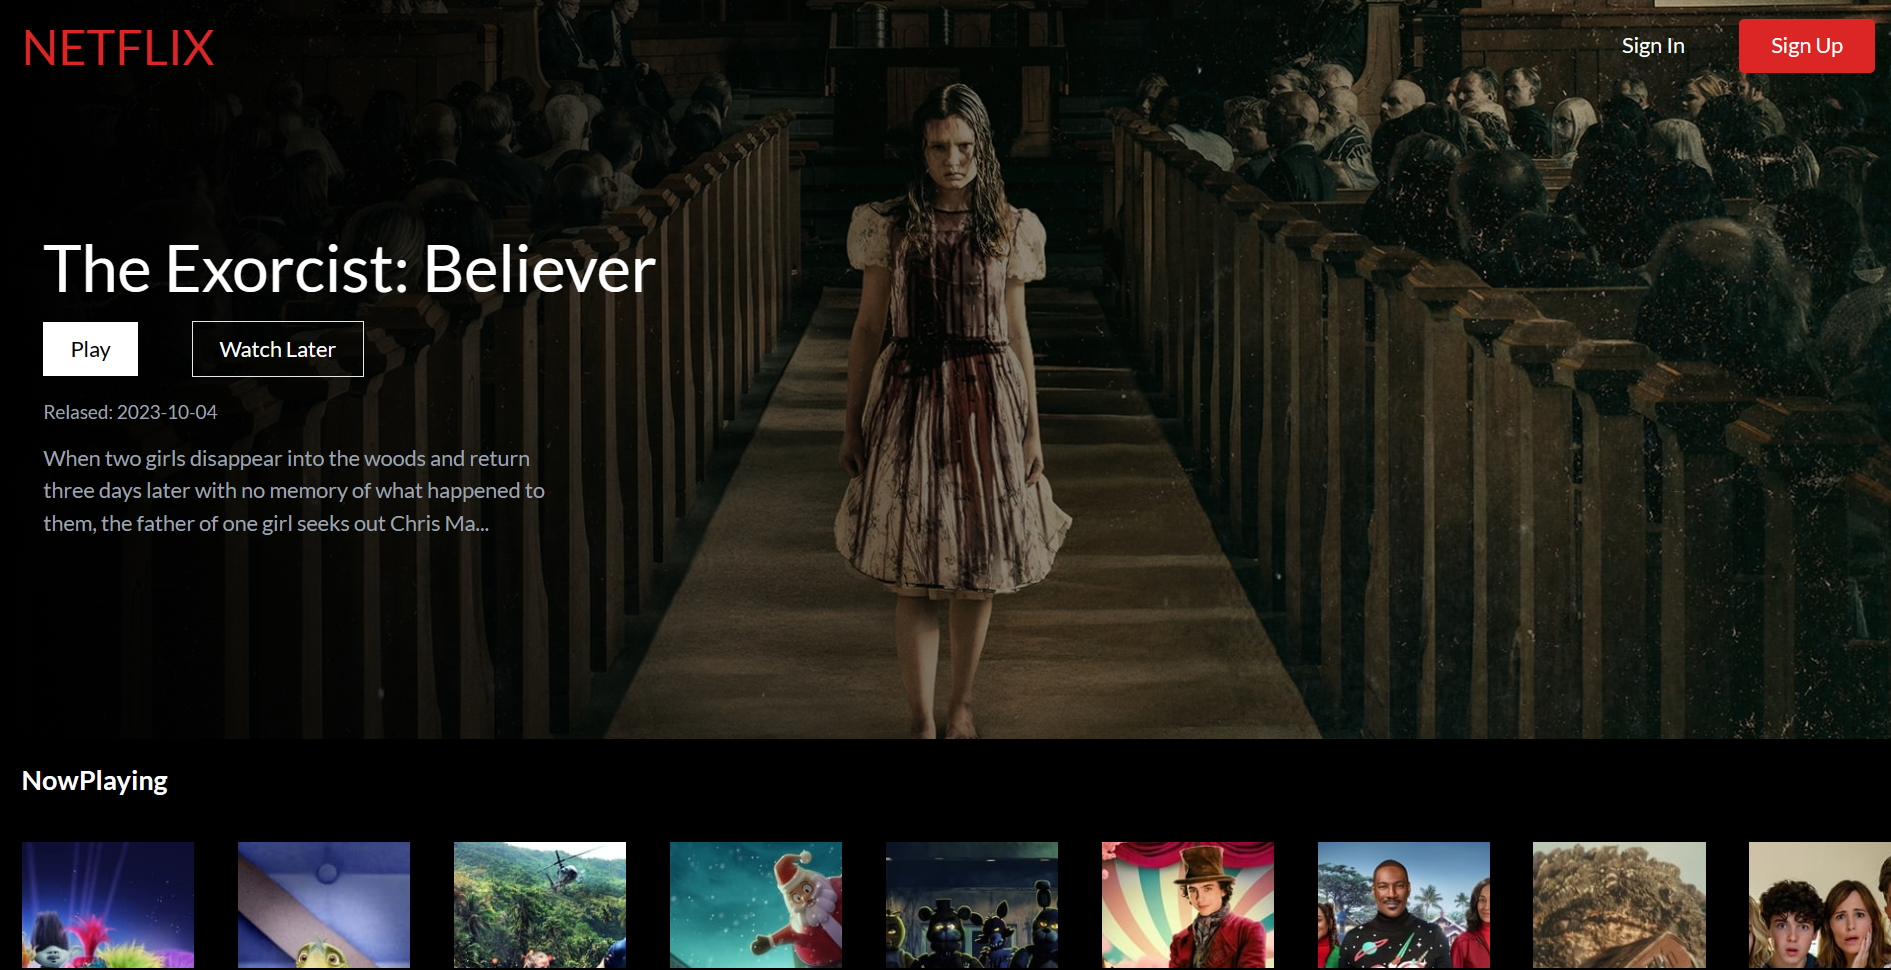 NETFLIX
Sign In
Sign Up
The Exorcist: Believer
Play
Watch Later
Relased: 2023-10-04
When two girls disappear into the woods and return
three days later with no memory of what happened to
them, the father of one girl seeks out Chris Ma...
NowPlaying